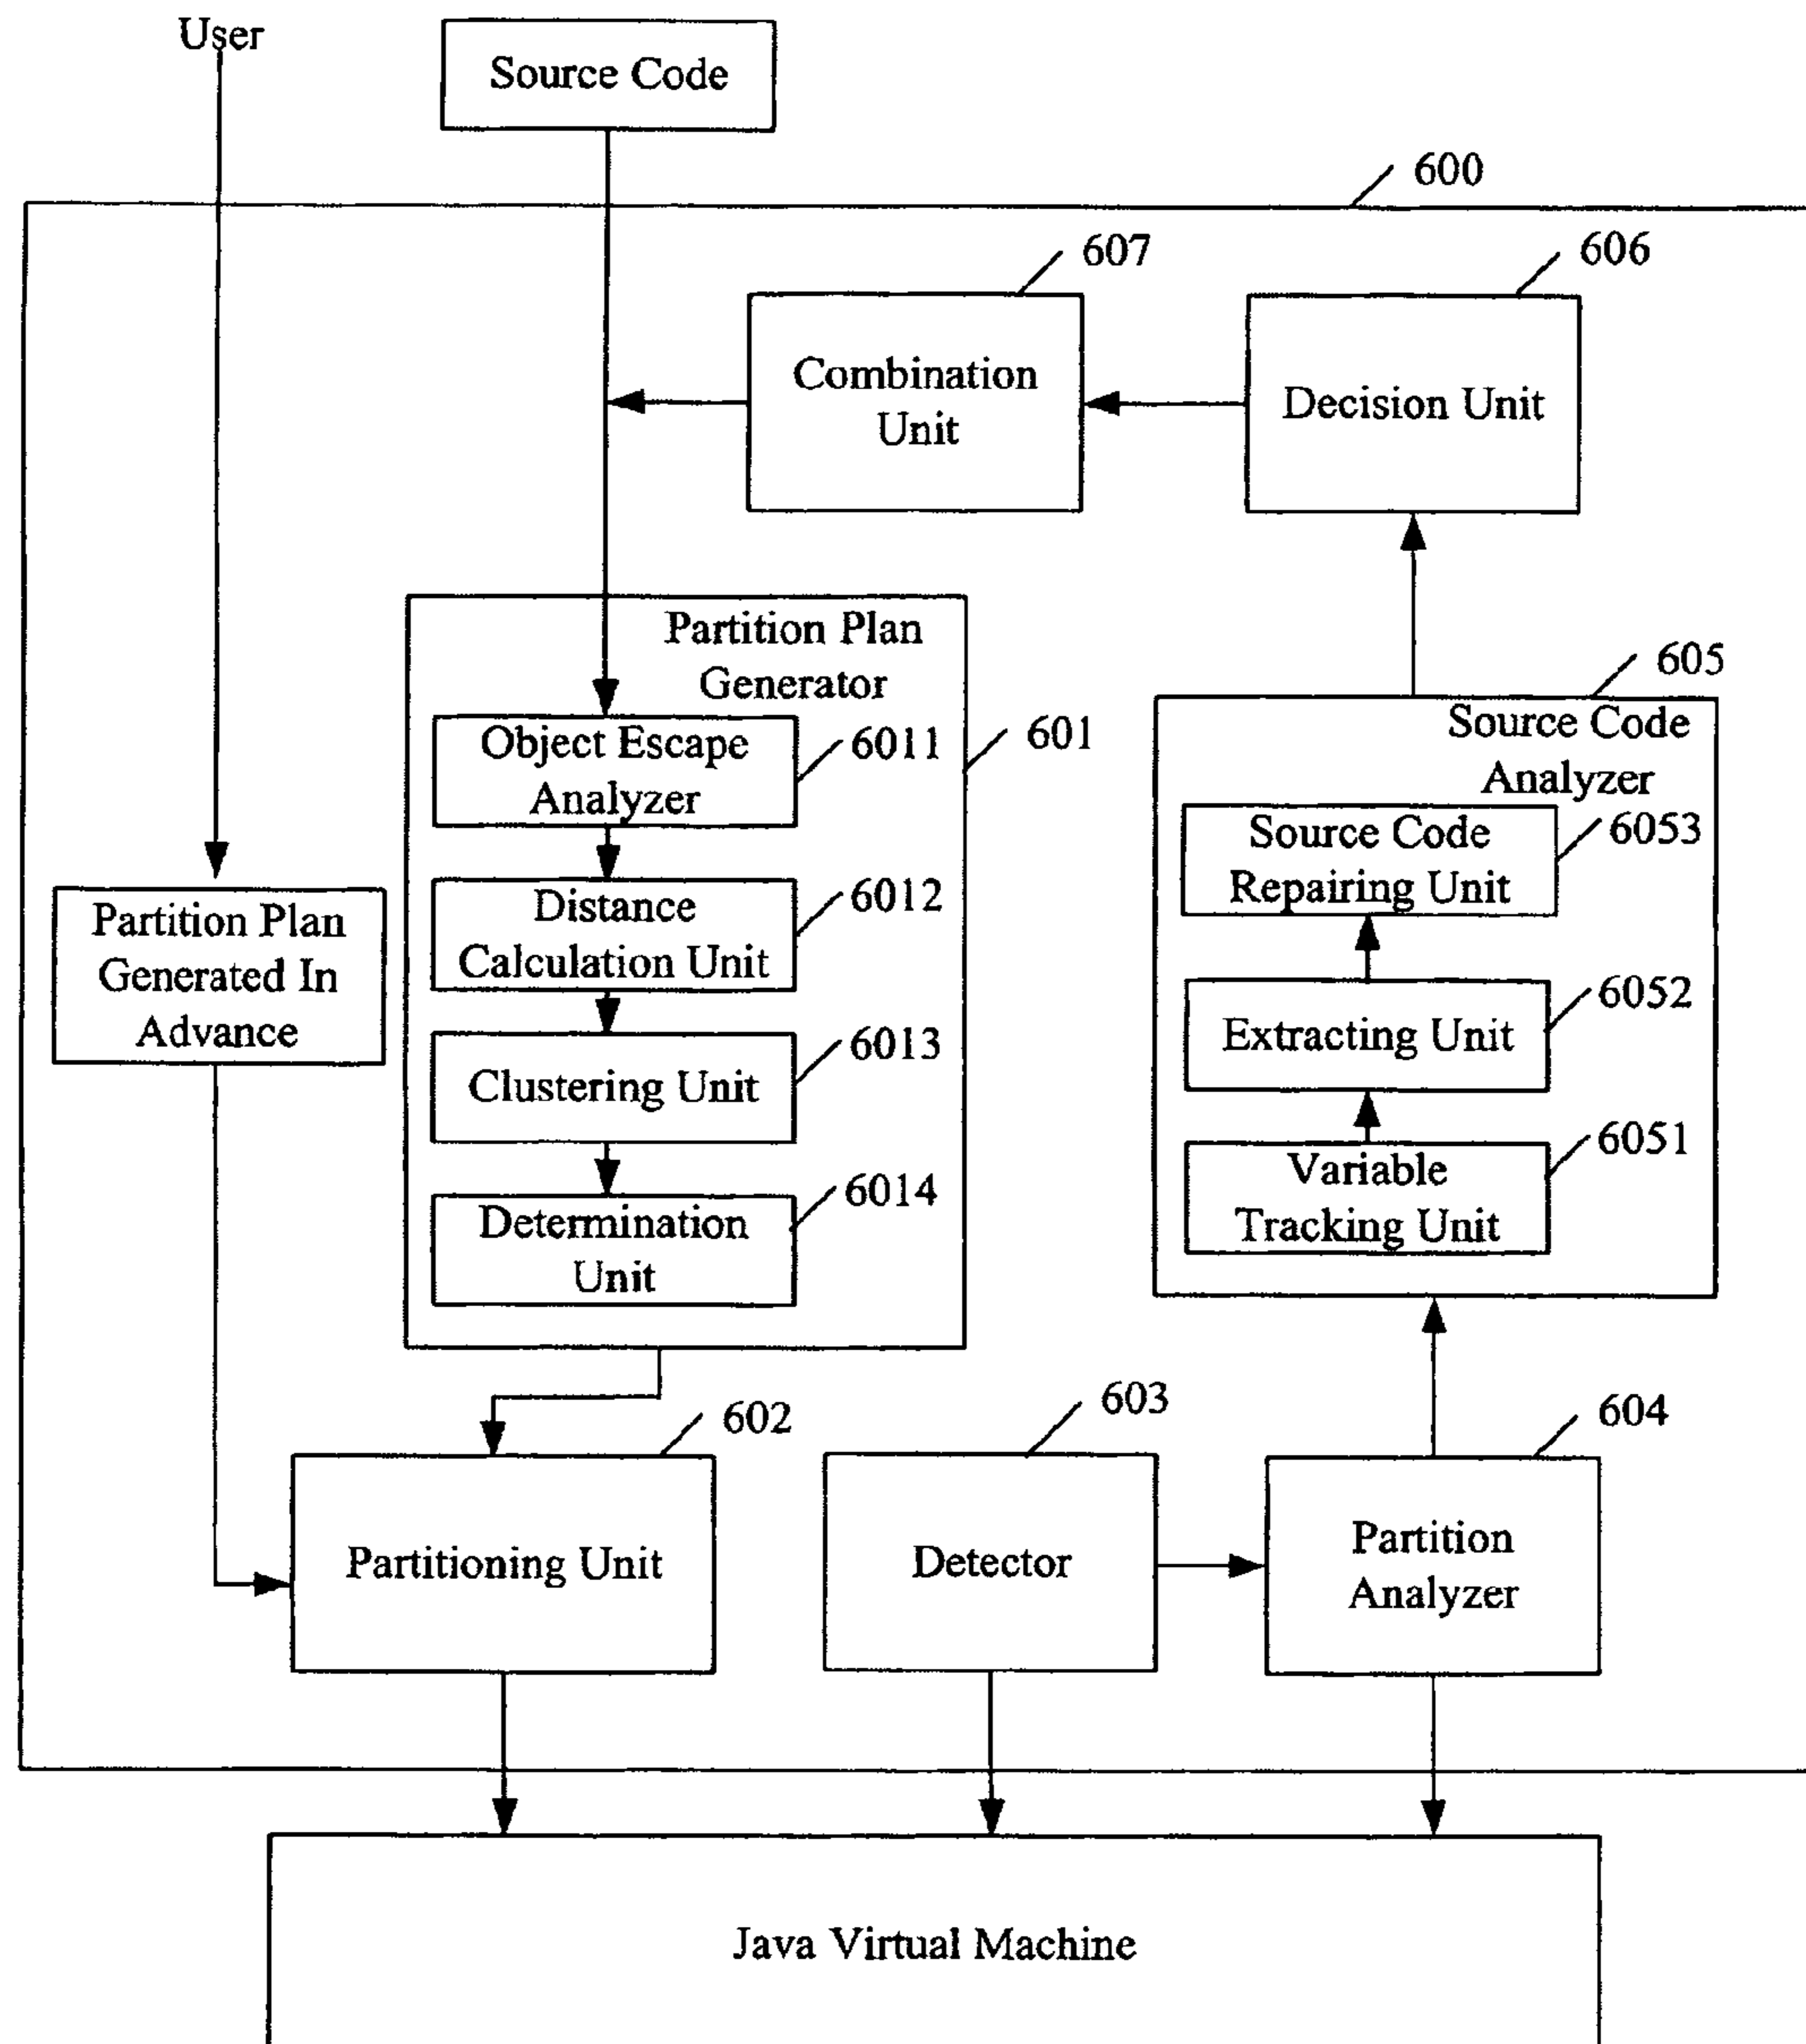 User
Source Code
600
607
606
Combination
Unit
Decision Unit
Partition Plan
Generator
601
Object Escape
Analyzer
6011
Distance
Calculation Unit
6012
Clustering Unit
6013
Determination
Unit
6014
Partition Plan
Generated In
Advance
605
Source Code
Analyzer
Source Code
Repairing Unit
6053
Extracting Unit
6052
Variable
Tracking Unit
6051
602
Partitioning Unit
603
Detector
604
Partition
Analyzer
Java Virtual Machine